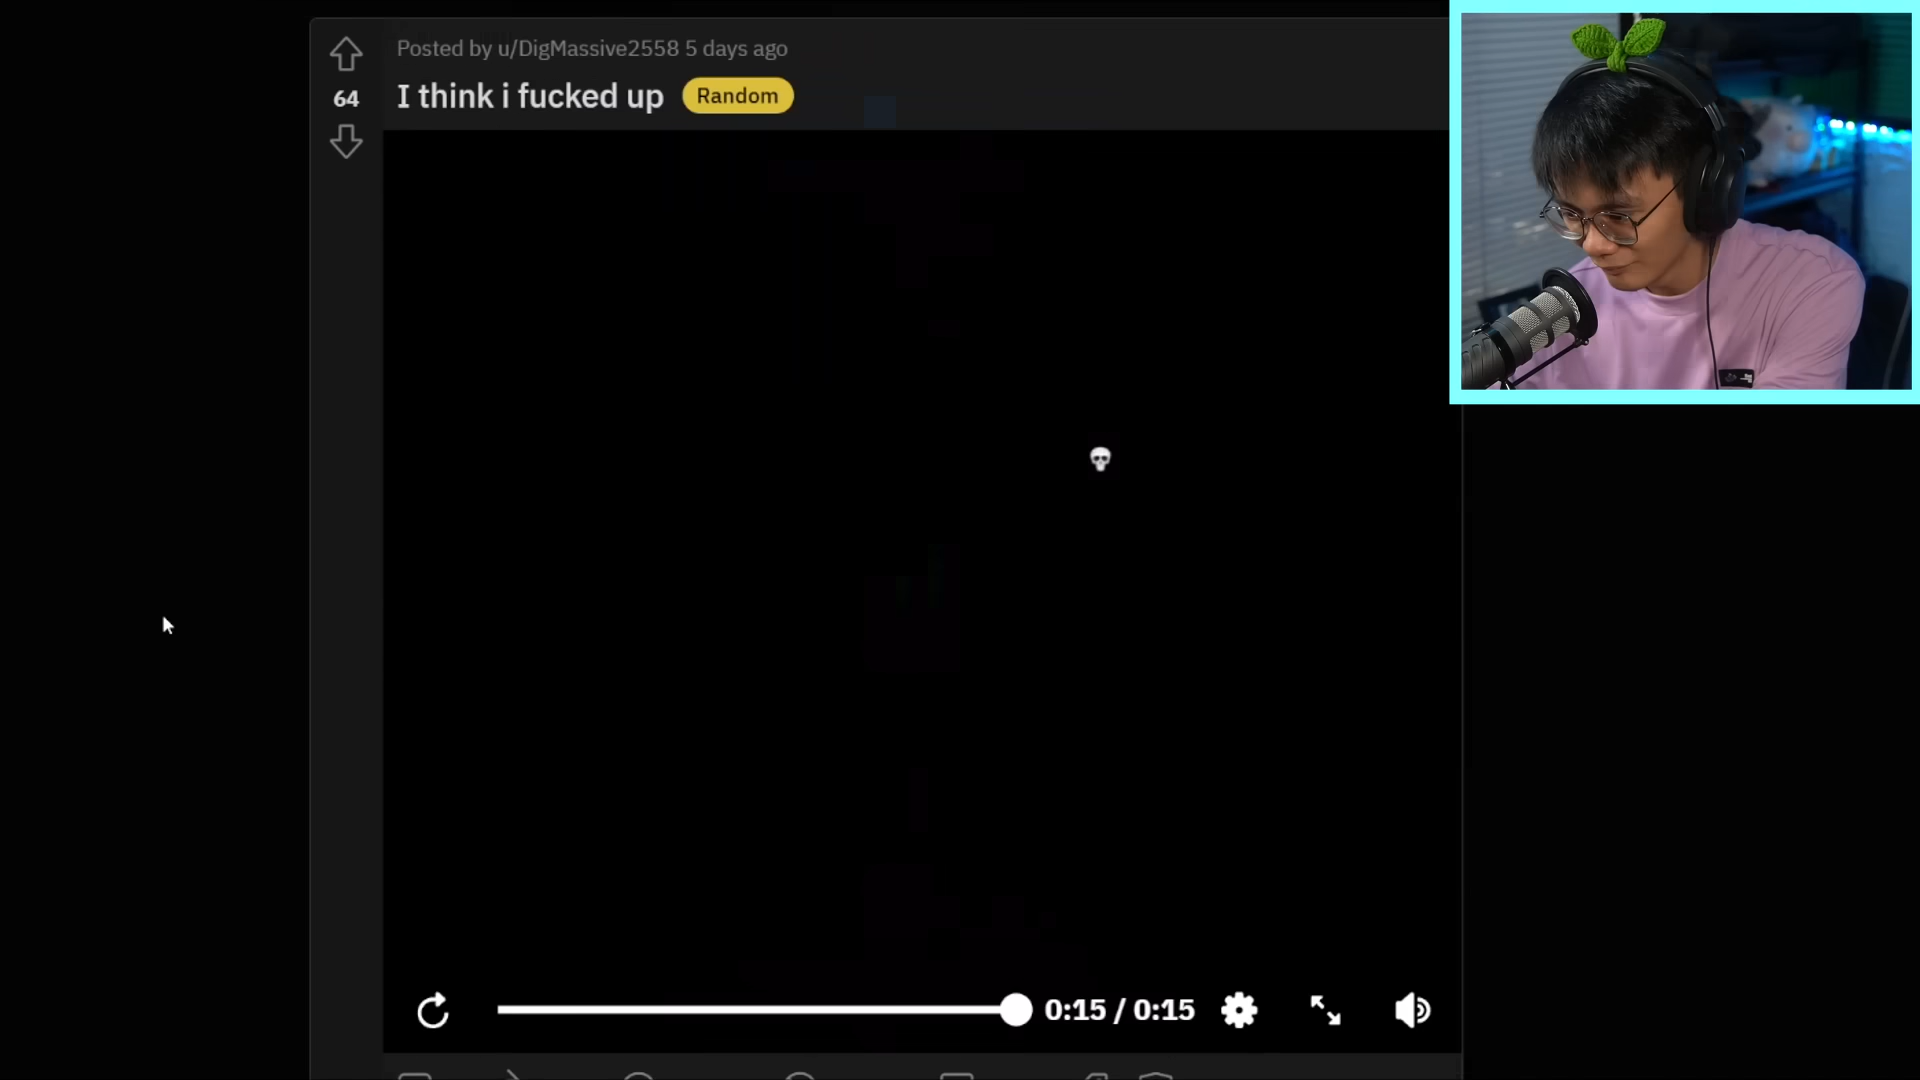 Posted by u/DigMassive2558 5 days ago
64
I think i fucked up Random
0:15 / 0:15